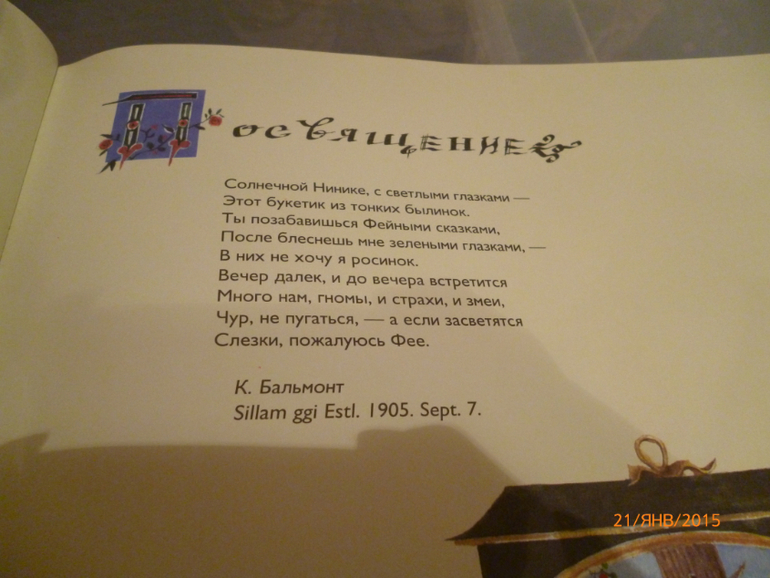 Посвящение
Солнечной Нинике, с светлыми глазками —
Этот букетик из тонких былинок.
Ты позабавишься Фейными сказками,
После блеснешь мне зелеными глазками, —
В них не хочу я росинок.
Вечер далек, и до вечера встретится
Много нам, гномы, и страхи, и змеи,
Чур, не пугаться, — а если засветятся
Слезки, пожалуюсь Фее.
К. Бальмонт
Sillam ggi Estl. 1905. Sept. 7.
21/ЯНВ/2015